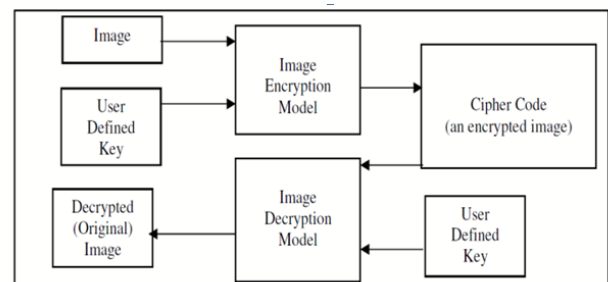 Image
Image
Encryption
Model
User
Defined
Key
Cipher Code
(an encrypted image)
Decrypted
(Original)
Image
Image
Decryption
Model
User
Defined
Key